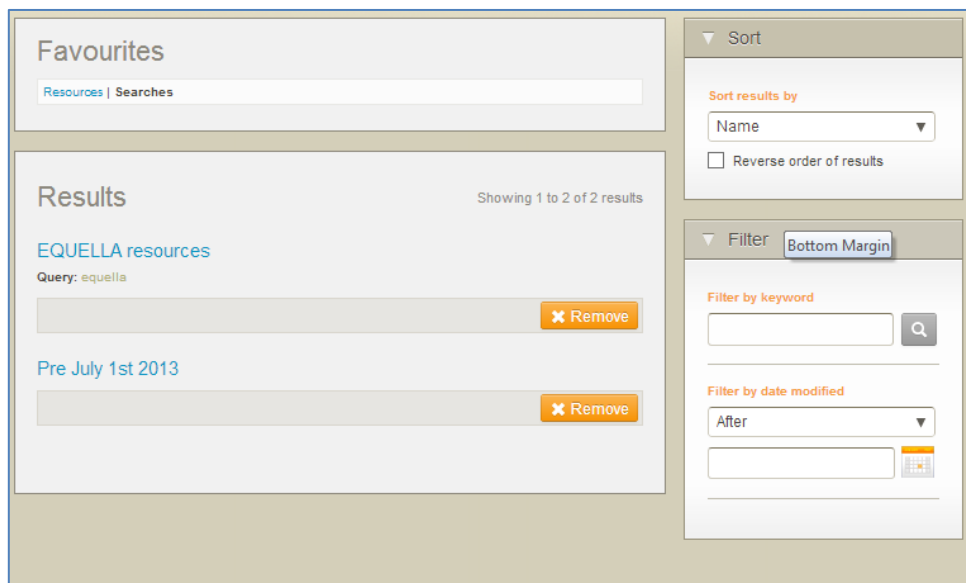 Favourites
Resources | Searches
Results
Showing 1 to 2 of 2 results
EQUELLA resources
Query: equella
Remove
Pre July 1st 2013
Remove
Sort
Sort results by
Name
Reverse order of results
Filter
Bottom Margin
Filter by keyword
Filter by date modified
After